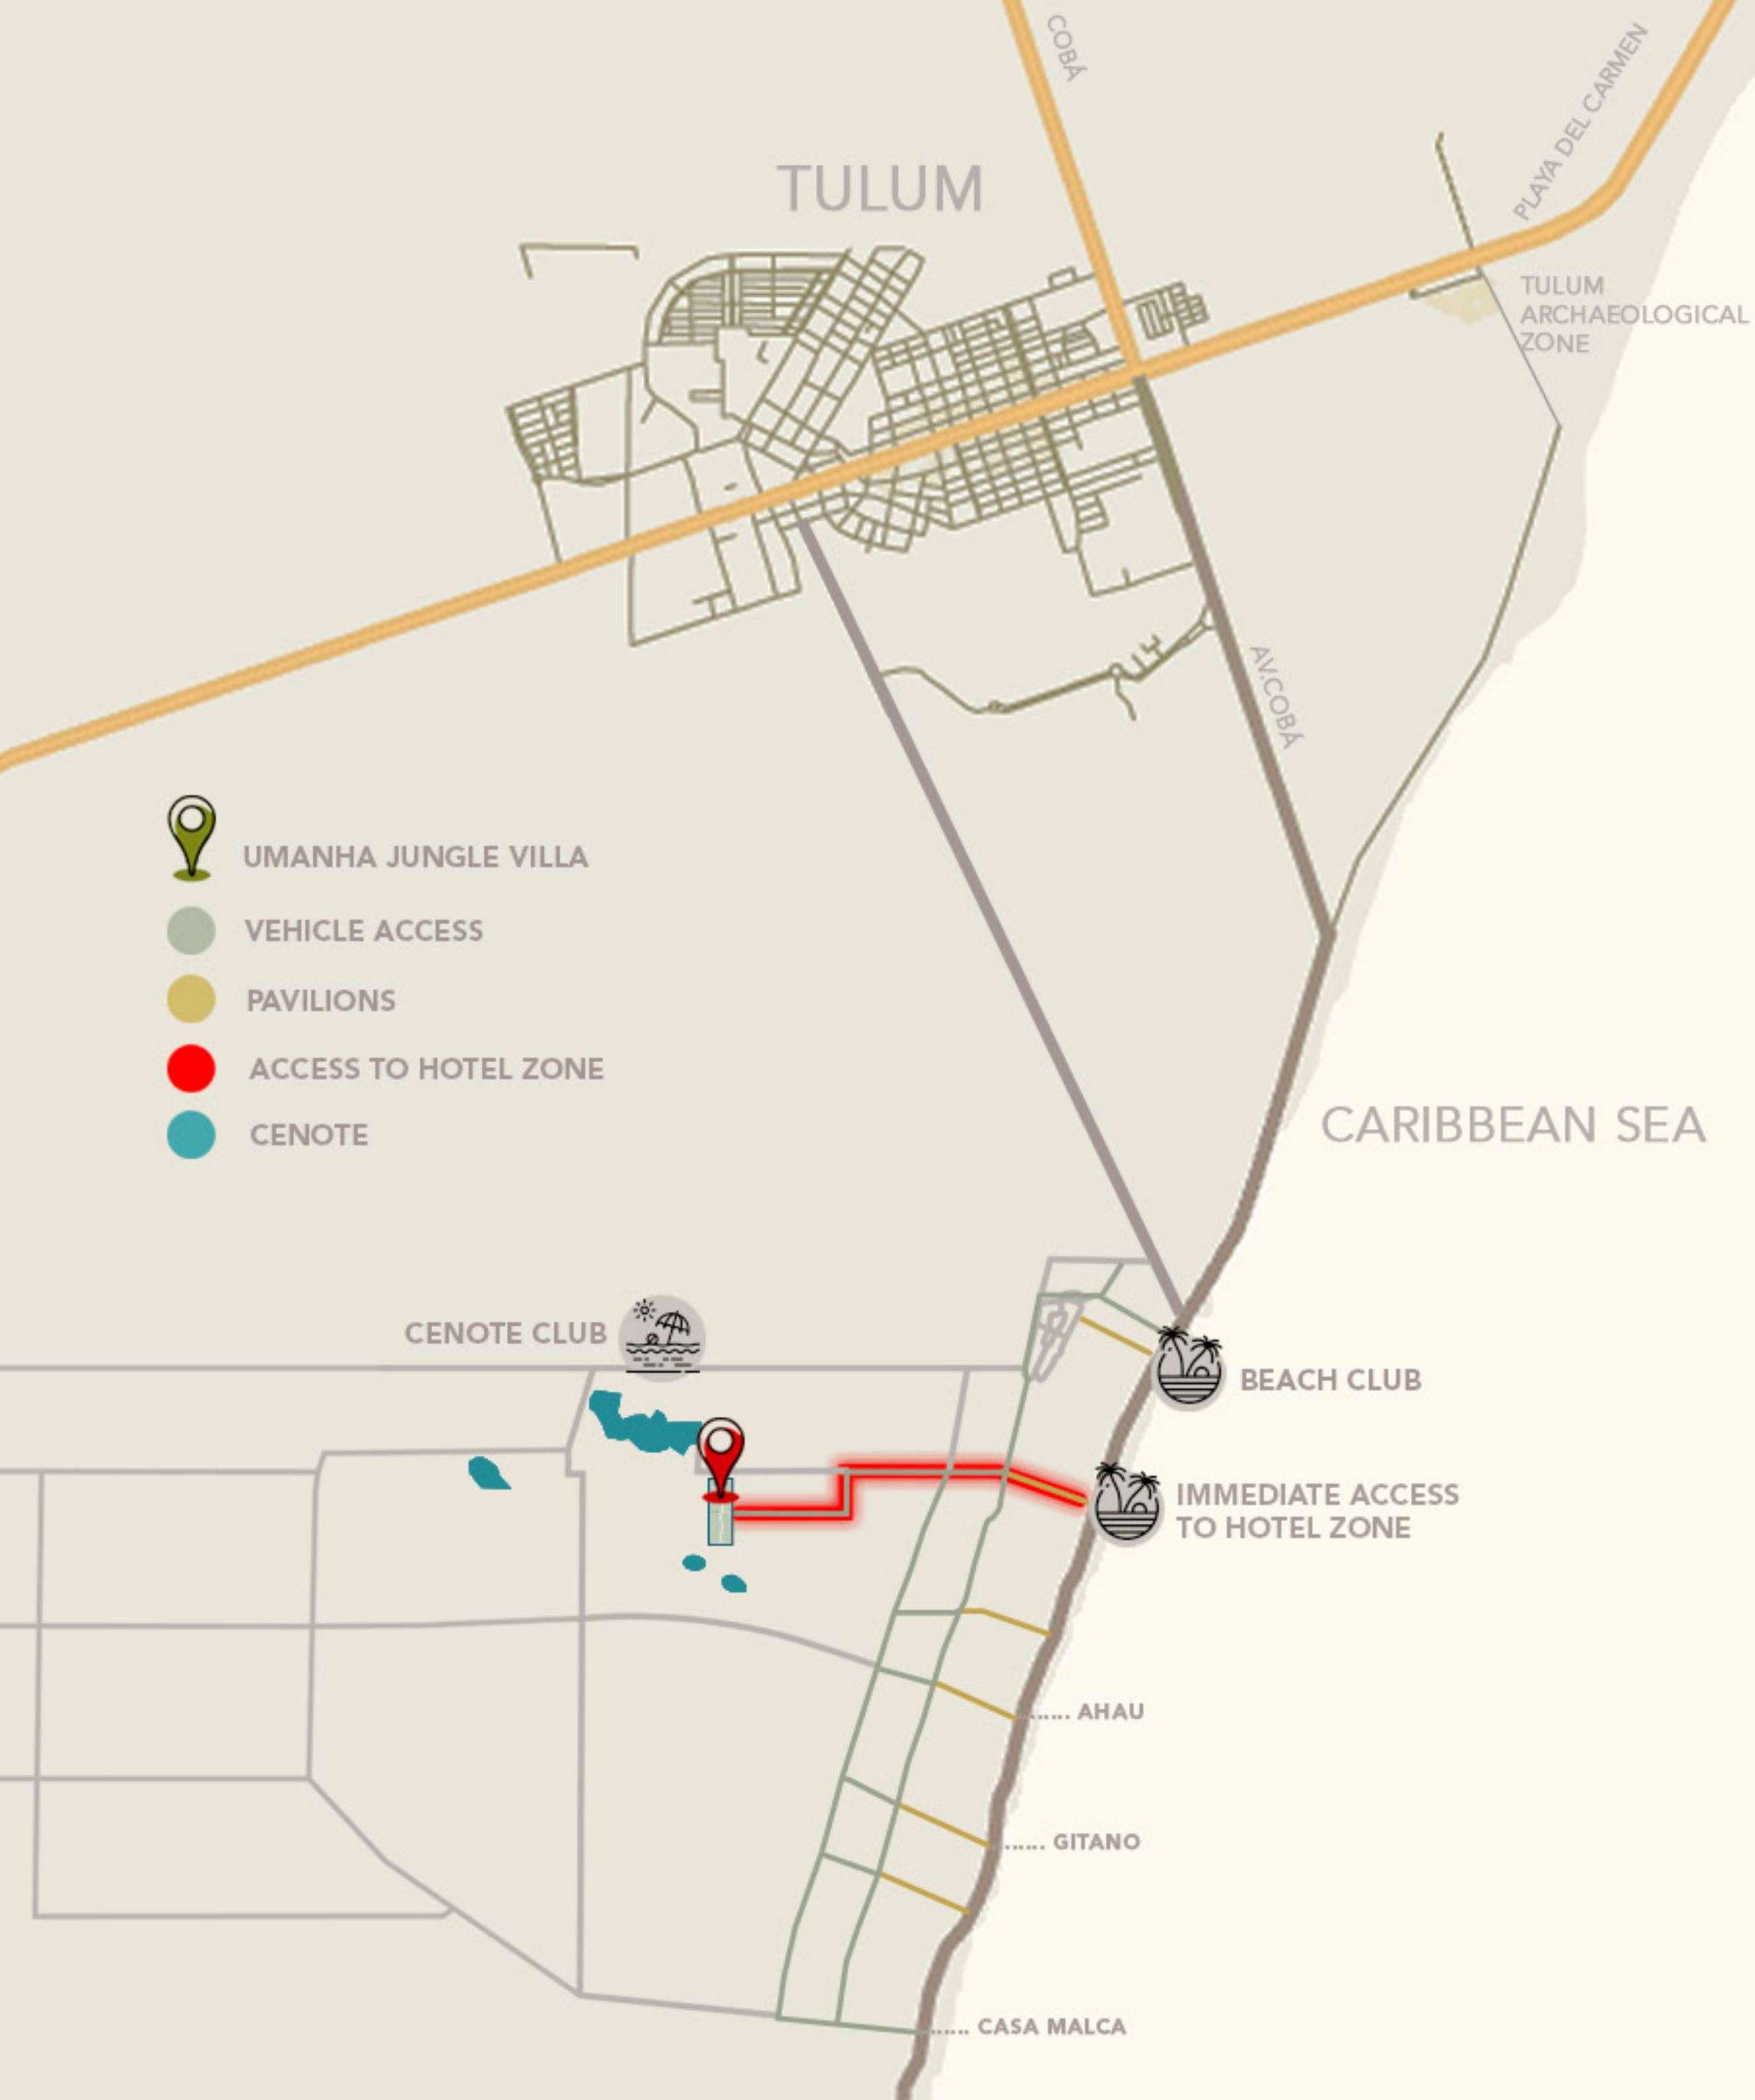 COBÁ
PLAYA DEL CARMEN
TULUM
TULUM
ARCHAEOLOGICAL
ZONE
AV.COBÁ
UMANHA JUNGLE VILLA
VEHICLE ACCESS
PAVILIONS
ACCESS TO HOTEL ZONE
CENOTE
CARIBBEAN SEA
CENOTE CLUB
BEACH CLUB
IMMEDIATE ACCESS
TO HOTEL ZONE
AHAU
GITANO
CASA MALCA